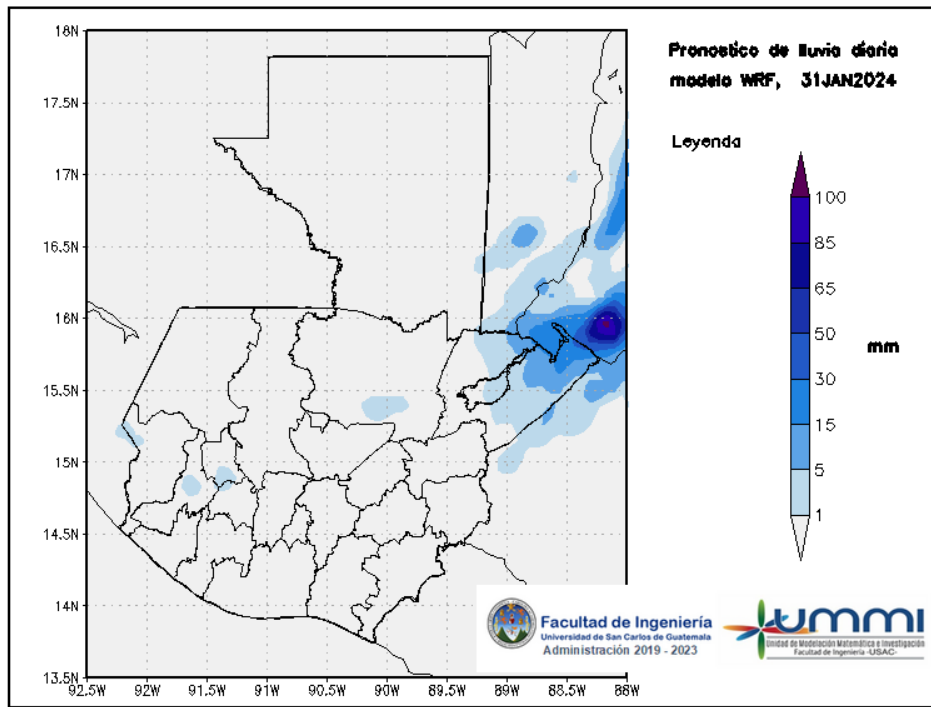 Pronostico de lluvia diaria
modelo WRF, 31JAN2024
Leyenda
100
85
65
50
30
15
5
1
mm
18N
17.5N
17N
16.5N
16N
15.5N
15N
14.5N
14N
13.5N
92.5W 92W 91.5W 91W 90.5W 90W 89.5W 89W 88.5W 88W
Facultad de Ingeniería
Universidad de San Carlos de Guatemala
Administración 2019 - 2023
UMMI
Unidad de Modelación Matemática e Investigación
Facultad de Ingeniería -USAC-